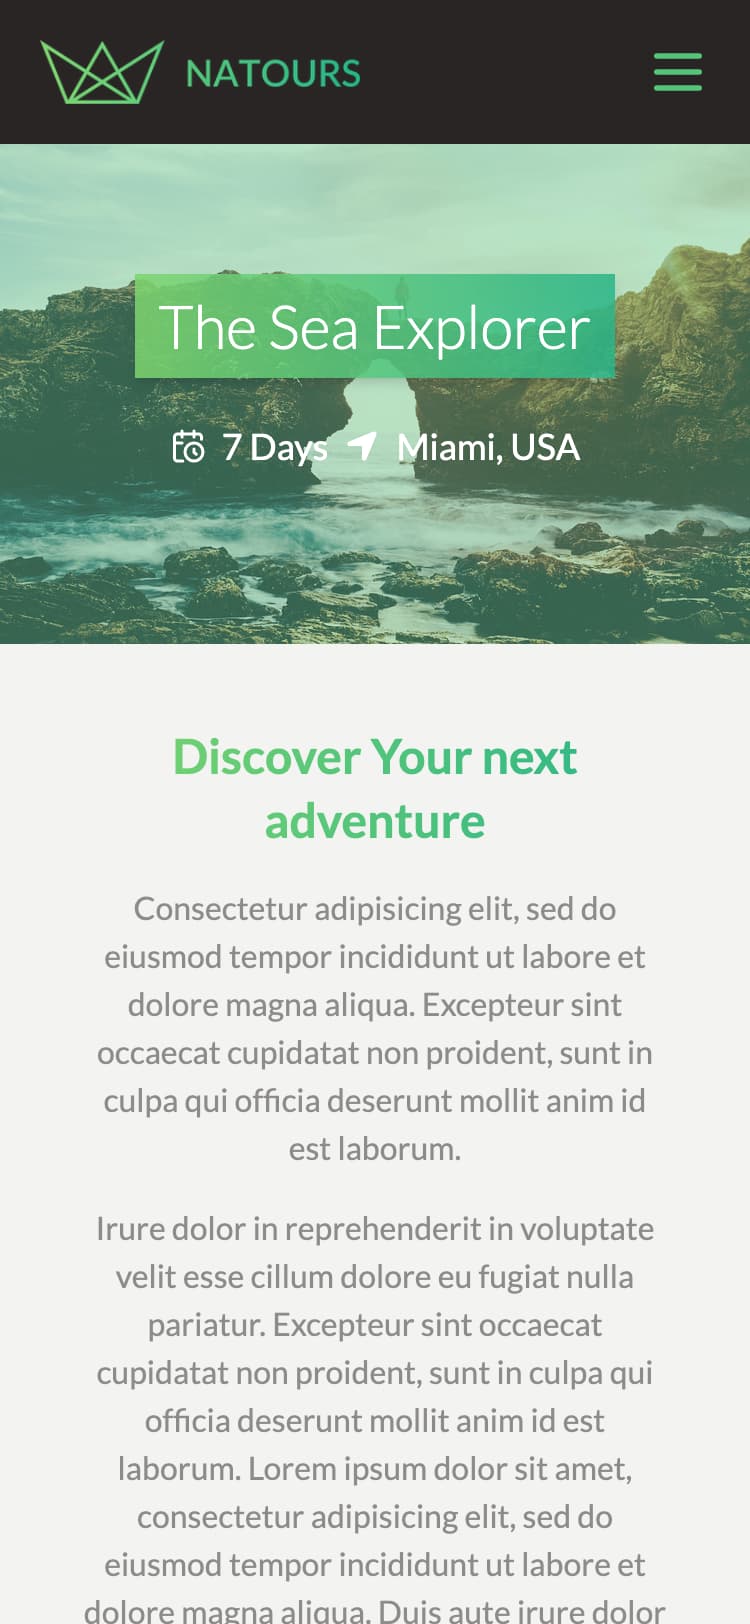 NATOURS
The Sea Explorer
7 Days Miami, USA
Discover Your next
adventure
Consectetur adipisicing elit, sed do
eiusmod tempor incididunt ut labore et
dolore magna aliqua. Excepteur sint
occaecat cupidatat non proident, sunt in
culpa qui officia deserunt mollit anim id
est laborum.
Irure dolor in reprehenderit in voluptate
velit esse cillum dolore eu fugiat nulla
pariatur. Excepteur sint occaecat
cupidatat non proident, sunt in culpa qui
officia deserunt mollit anim id est
laborum. Lorem ipsum dolor sit amet,
consectetur adipisicing elit, sed do
eiusmod tempor incididunt ut labore et
dolore magna aliqua. Duis aute irure dolor